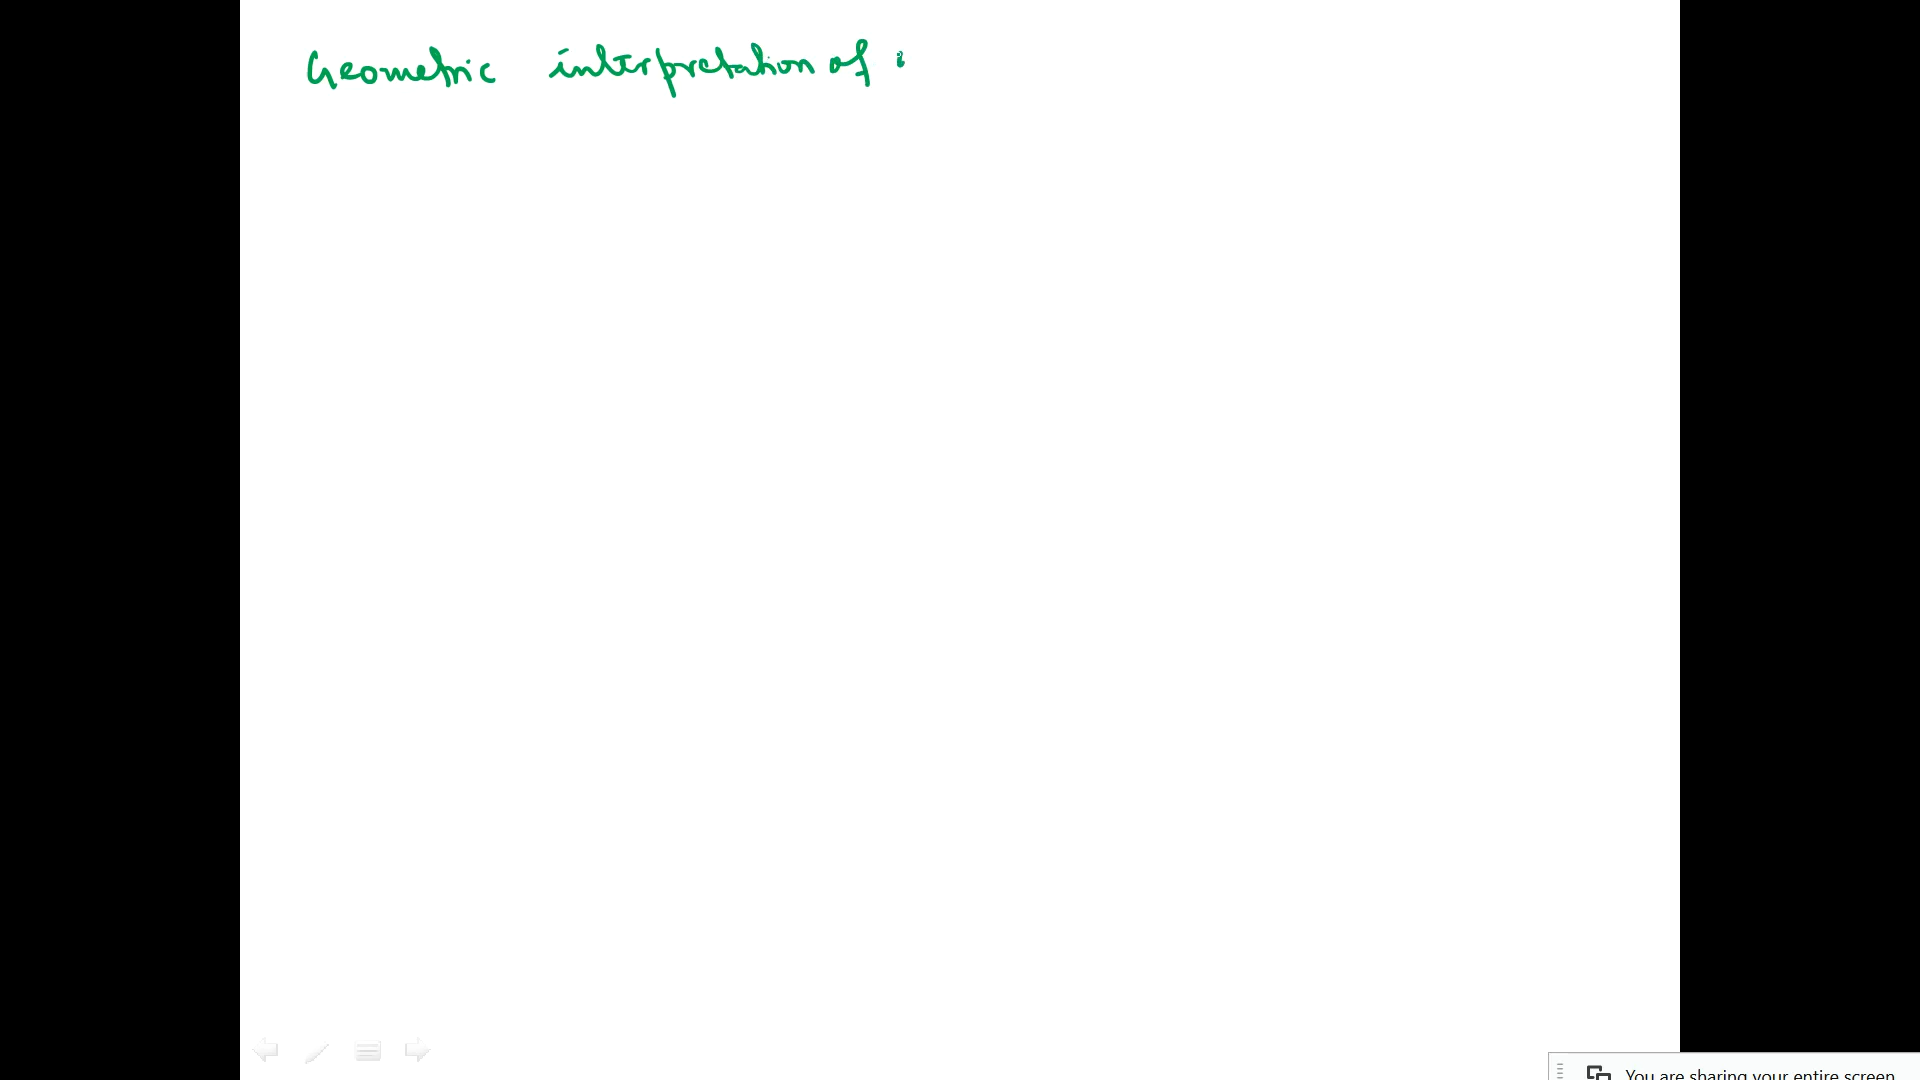 Geometric interpretation of
You are sharing your entire screen